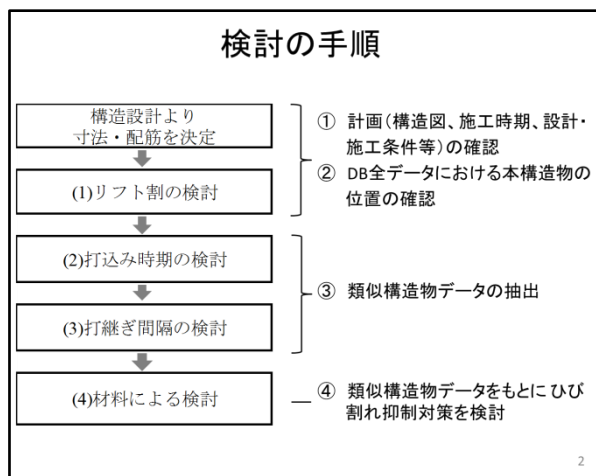 検討の手順
構造設計より
寸法・配筋を決定
(1)リフト割の検討
(2)打込み時期の検討
(3)打継ぎ間隔の検討
(4)材料による検討
① 計画(構造図、施工時期、設計・
施工条件等)の確認
② DB全データにおける本構造物の
位置の確認
③ 類似構造物データの抽出
④ 類似構造物データをもとにひび
割れ抑制対策を検討
2